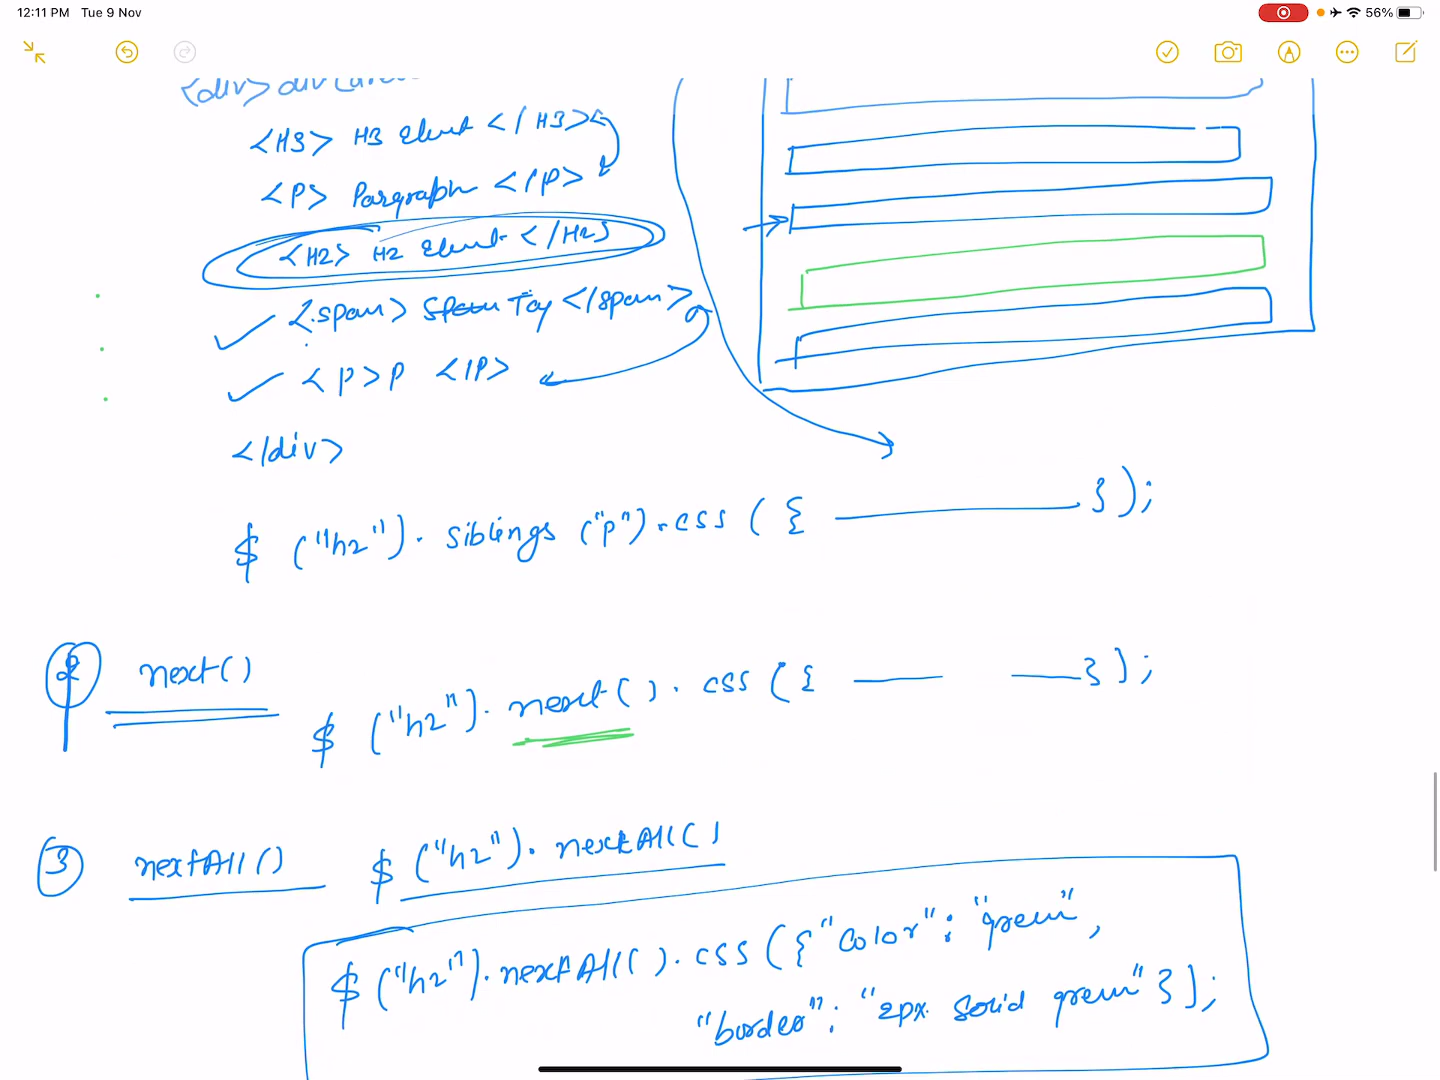 12:11 PM Tue 9 Nov
56%
<div> div
<H3> H3 Element </H3>
<P> Paragraph </P>
<H2> H2 Element </H2>
<span> Span Tag </span>
<P>P </P>
</div>
$ ("h2"). siblings ("p").css ( { });
2 next()
$ ("h2"). next(). css ({ });
3 nextAll() $ ("h2"). nextAll()
$ ("h2").nextAll(). css ({"color": "green",
"border": "2px solid green" });